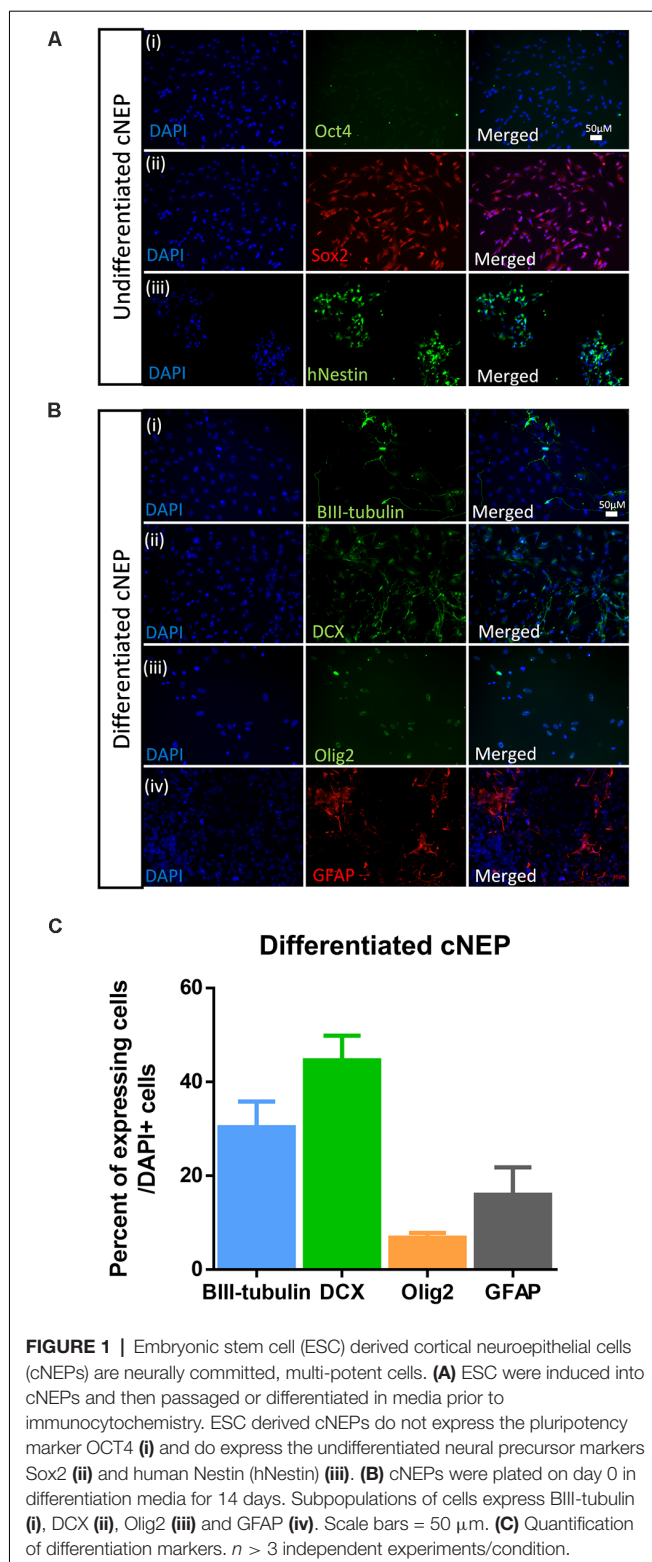 A
Undifferentiated cNEP
(i)
DAPI
Oct4
Merged
50µM
(ii)
DAPI
Sox2
Merged
(iii)
DAPI
hNestin
Merged
B
Differentiated cNEP
(i)
DAPI
BIII-tubulin
Merged
50µM
(ii)
DAPI
DCX
Merged
(iii)
DAPI
Olig2
Merged
(iv)
DAPI
GFAP
Merged
C
Differentiated cNEP
Percent of expressing cells
/DAPI+ cells
60
40
20
0
BIII-tubulin DCX Olig2 GFAP
FIGURE 1 | Embryonic stem cell (ESC) derived cortical neuroepithelial cells
(cNEPs) are neurally committed, multi-potent cells. (A) ESC were induced into
cNEPs and then passaged or differentiated in media prior to
immunocytochemistry. ESC derived cNEPs do not express the pluripotency
marker OCT4 (i) and do express the undifferentiated neural precursor markers
Sox2 (ii) and human Nestin (hNestin) (iii). (B) cNEPs were plated on day 0 in
differentiation media for 14 days. Subpopulations of cells express BIII-tubulin
(i), DCX (ii), Olig2 (iii) and GFAP (iv). Scale bars = 50 µm. (C) Quantification
of differentiation markers. n > 3 independent experiments/condition.